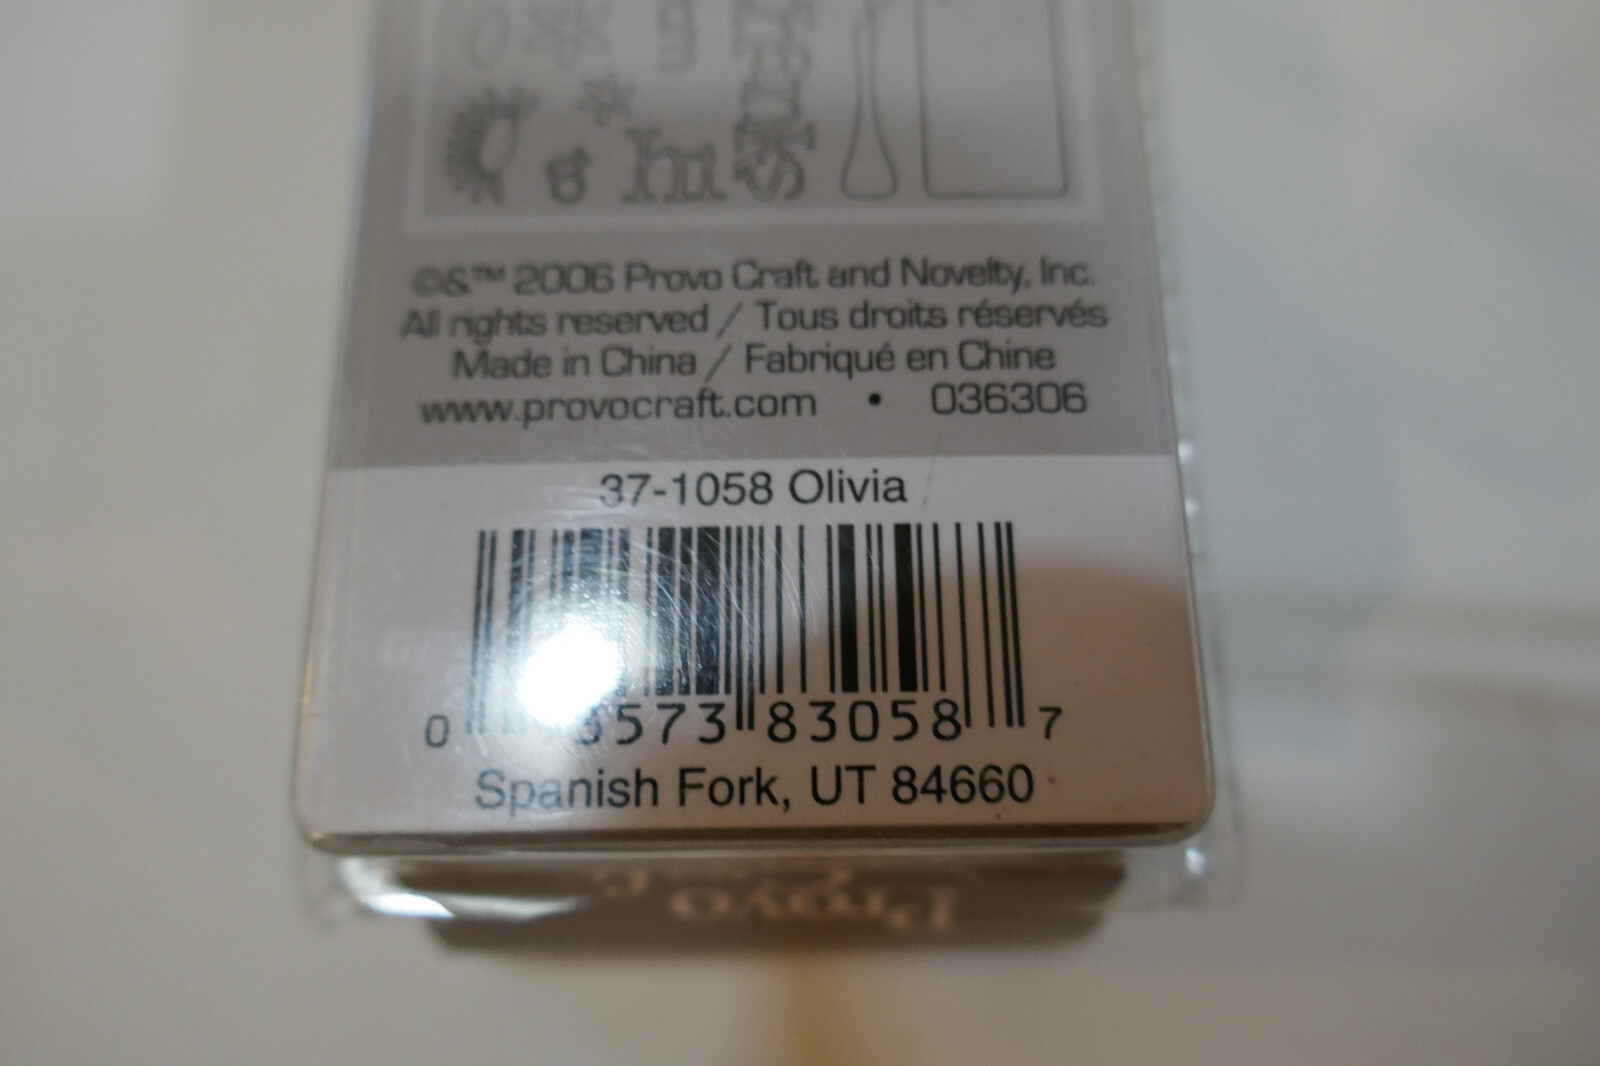 ©&™ 2006 Provo Craft and Novelty, Inc.
All rights reserved / Tous droits réservés
Made in China / Fabriqué en Chine
www.provocraft.com • 036306
37-1058 Olivia
0 3573 83058 7
Spanish Fork, UT 84660
Provo